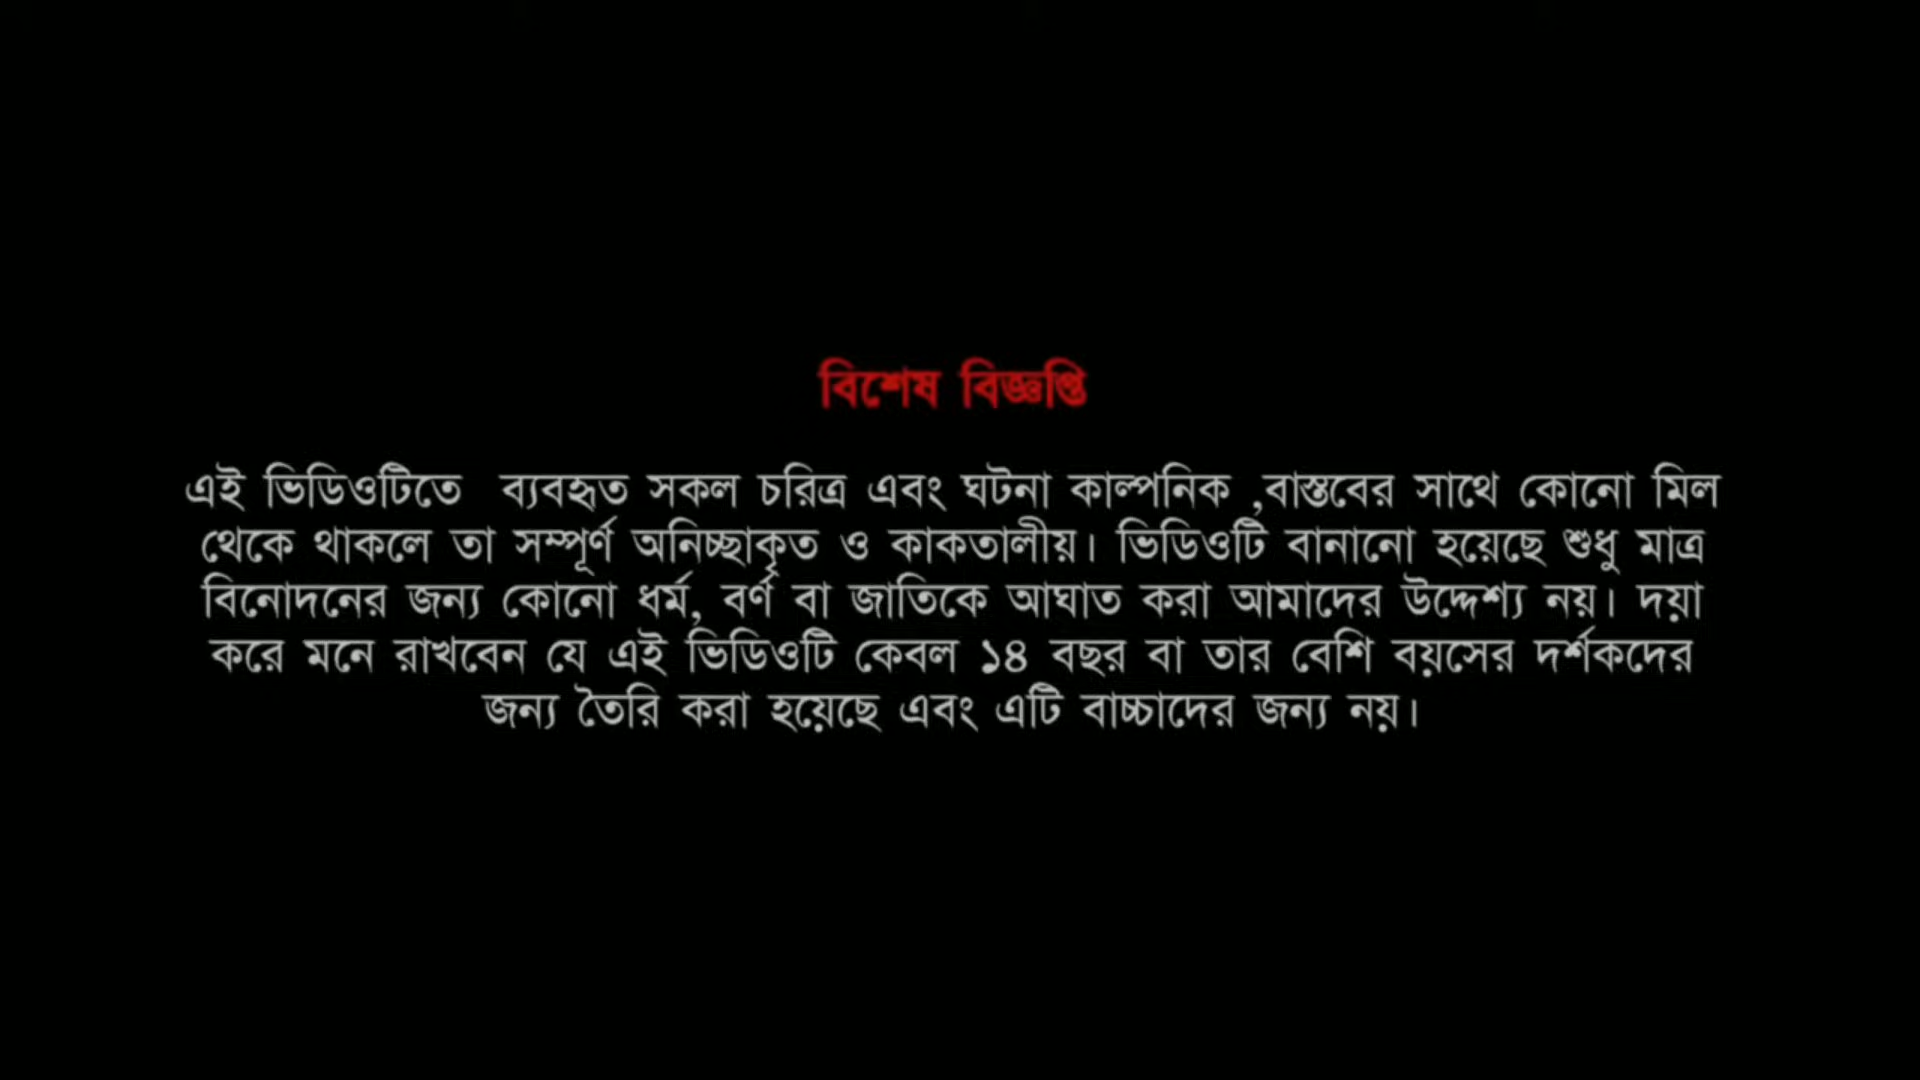 বিশেষ বিজ্ঞপ্তি
এই ভিডিওটিতে ব্যবহৃত সকল চরিত্র এবং ঘটনা কাল্পনিক ,বাস্তবের সাথে কোনো মিল
থেকে থাকলে তা সম্পূর্ণ অনিচ্ছাকৃত ও কাকতালীয়। ভিডিওটি বানানো হয়েছে শুধু মাত্র
বিনোদনের জন্য কোনো ধর্ম, বর্ণ বা জাতিকে আঘাত করা আমাদের উদ্দেশ্য নয়। দয়া
করে মনে রাখবেন যে এই ভিডিওটি কেবল ১৪ বছর বা তার বেশি বয়সের দর্শকদের
জন্য তৈরি করা হয়েছে এবং এটি বাচ্চাদের জন্য নয়।